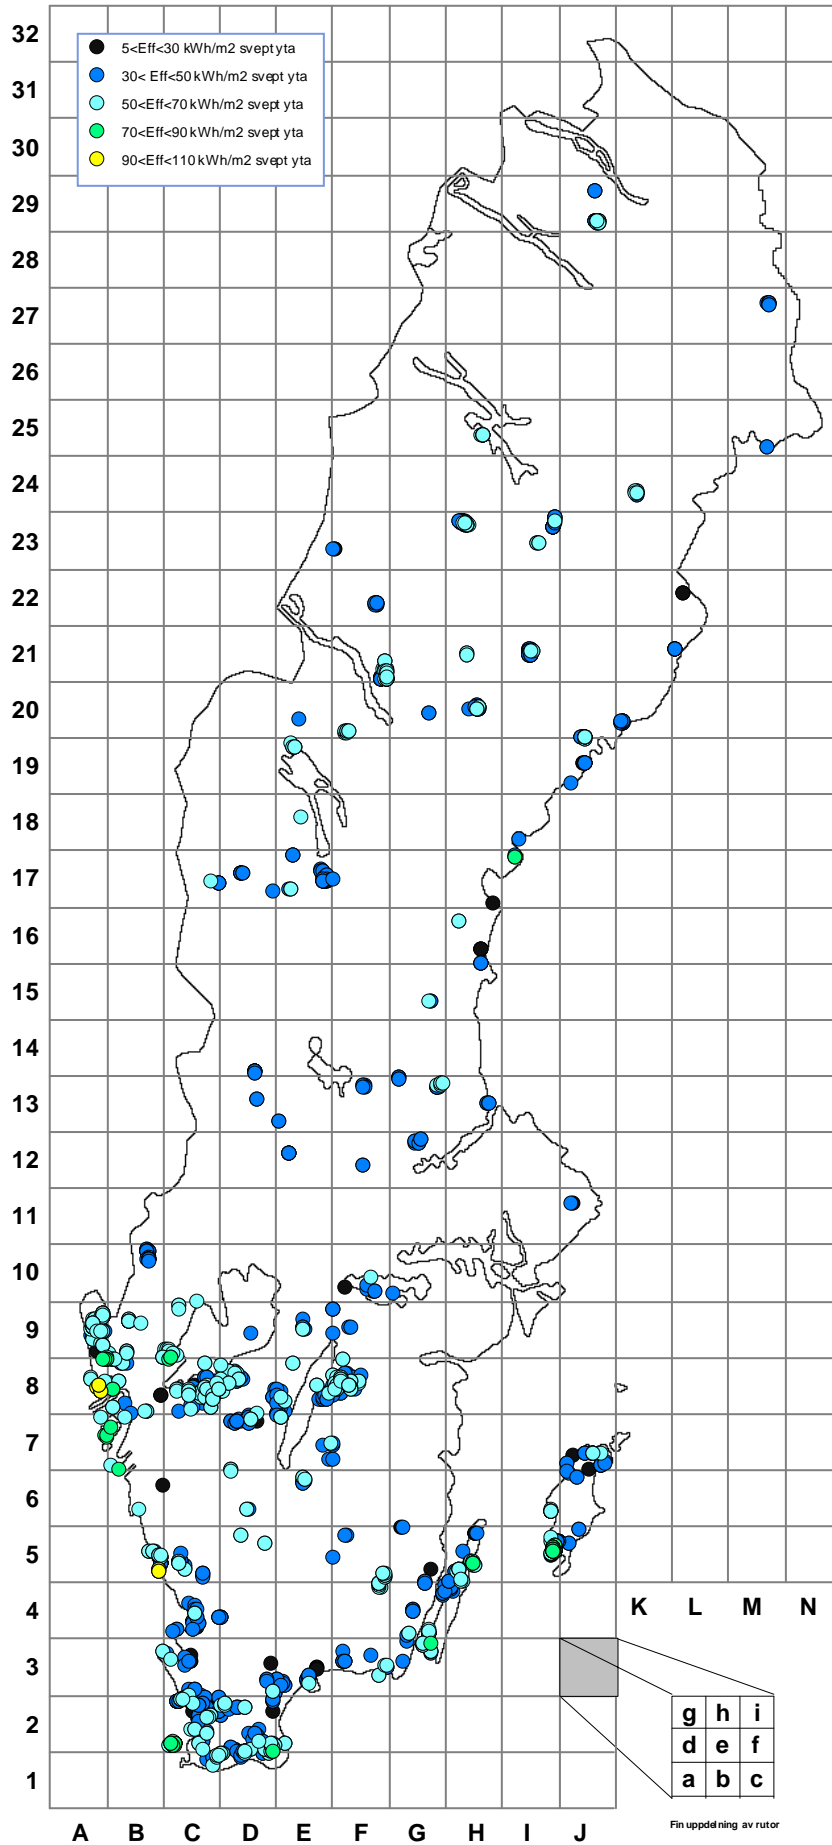 32
5<Eff<30 kWh/m2 svept yta
30< Eff<50 kWh/m2 svept yta
31
50<Eff<70 kWh/m2 svept yta
70<Eff<90 kWh/m2 svept yta
30
90<Eff<110 kWh/m2 svept yta
29
28
27
26
25
24
23
22
21
20
19
18
17
16
15
14
13
12
11
10
9
8
7
6
5
4
K L M N
3
g h i
2
d e f
a b c
1
Fin uppdelning av rutor
A B C D E F G H I J